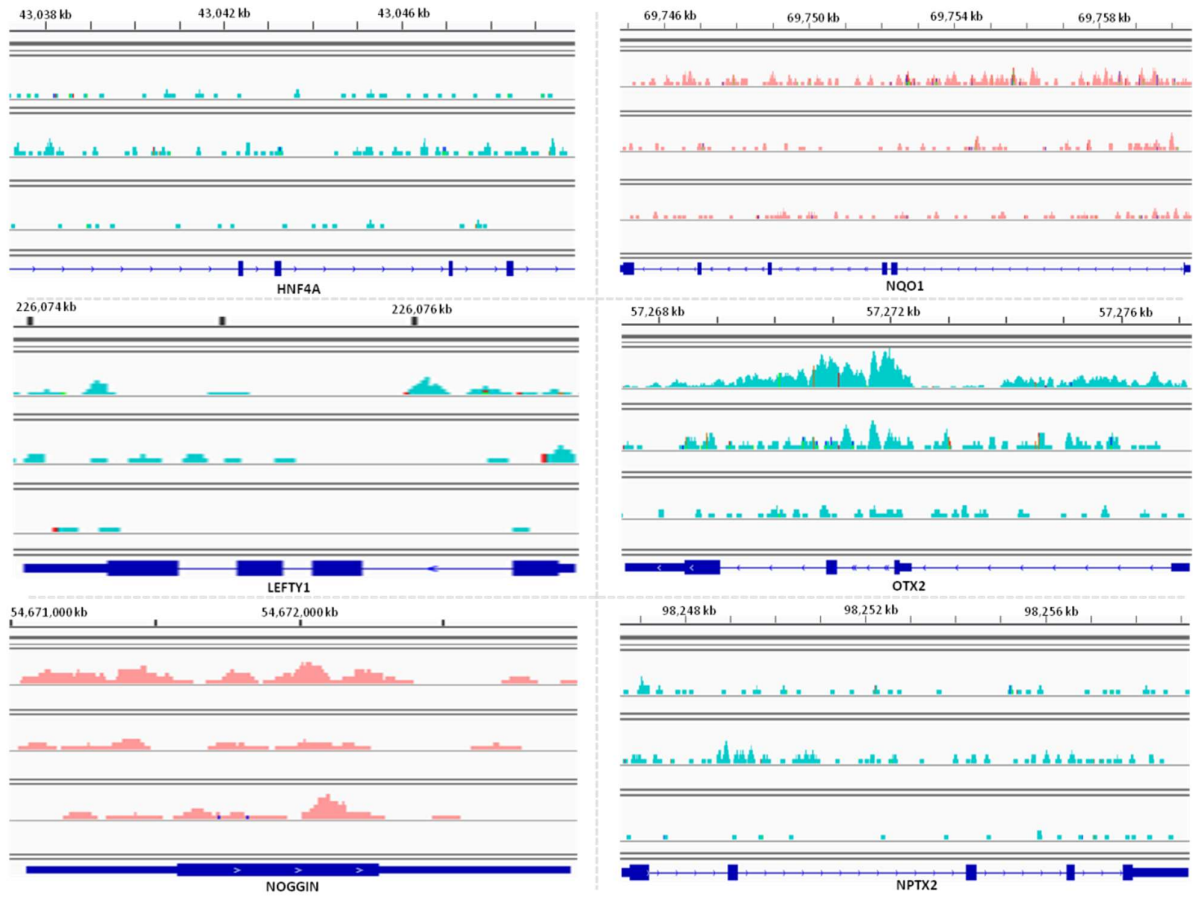 43,038 kb 43,042 kb 43,046 kb
HNF4A
69,746 kb 69,750 kb 69,754 kb 69,758 kb
NQO1
226,074 kb 226,076 kb
LEFTY1
57,268 kb 57,272 kb 57,276 kb
OTX2
54,671,000 kb 54,672,000 kb
NOGGIN
98,248 kb 98,252 kb 98,256 kb
NPTX2